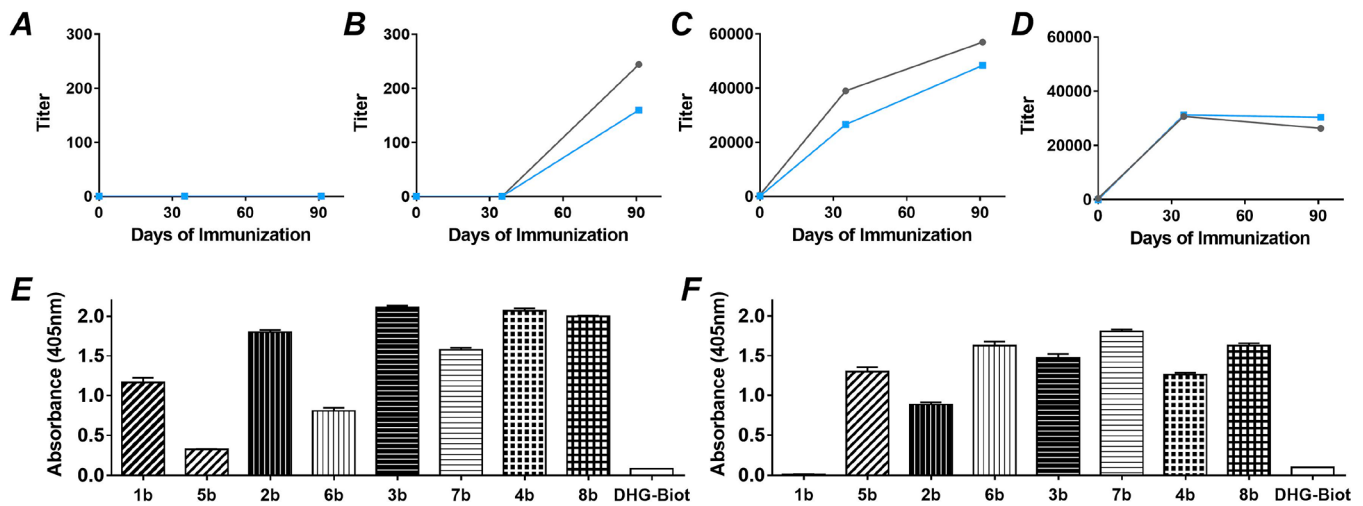 A
B
C
D
300
200
100
0
Titer
0 30 60 90
Days of Immunization
300
200
100
0
Titer
0 30 60 90
Days of Immunization
60000
40000
20000
0
Titer
0 30 60 90
Days of Immunization
60000
40000
20000
0
Titer
0 30 60 90
Days of Immunization
E
Absorbance (405nm)
2.0
1.5
1.0
0.5
0.0
1b 5b 2b 6b 3b 7b 4b 8b DHG-Biot
F
Absorbance (405nm)
2.0
1.5
1.0
0.5
0.0
1b 5b 2b 6b 3b 7b 4b 8b DHG-Biot